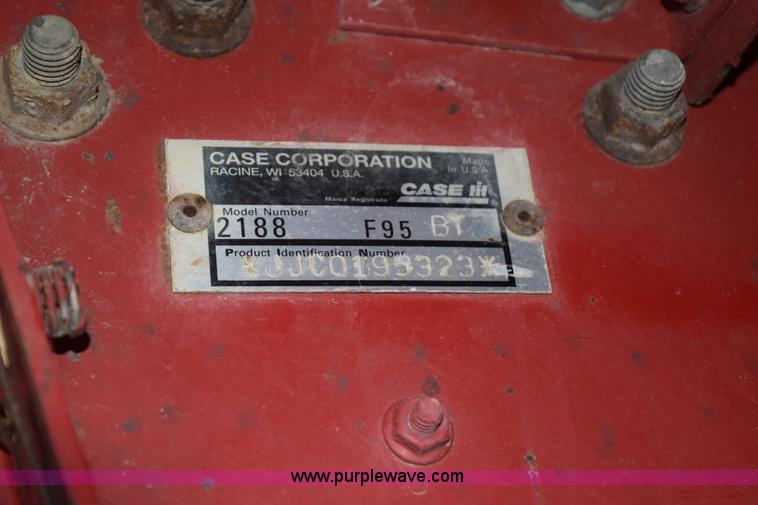 CASE CORPORATION
RACINE, WI 53404 U.S.A.
Made
In U.S.A
CASE IH
Marca Registrada
Model Number
2188 F95 BT
Product Identification Number
*JJC0193323*
www.purplewave.com